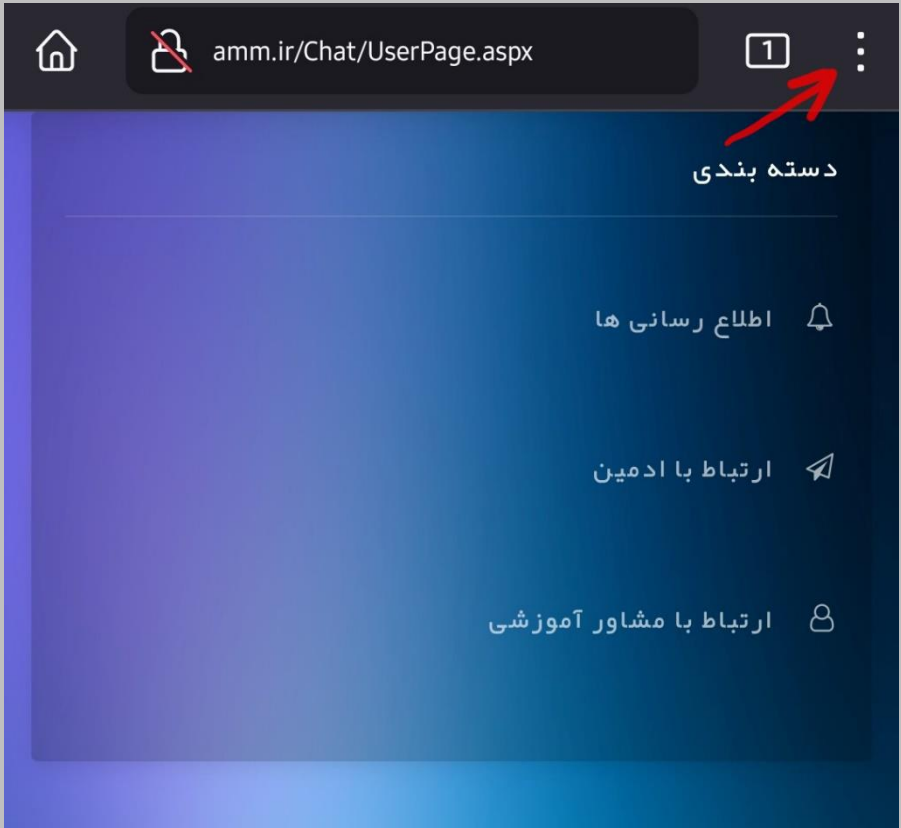 amm.ir/Chat/UserPage.aspx
1
دسته بندی
اطلاع رسانی ها
ارتباط با ادمین
ارتباط با مشاور آموزشی